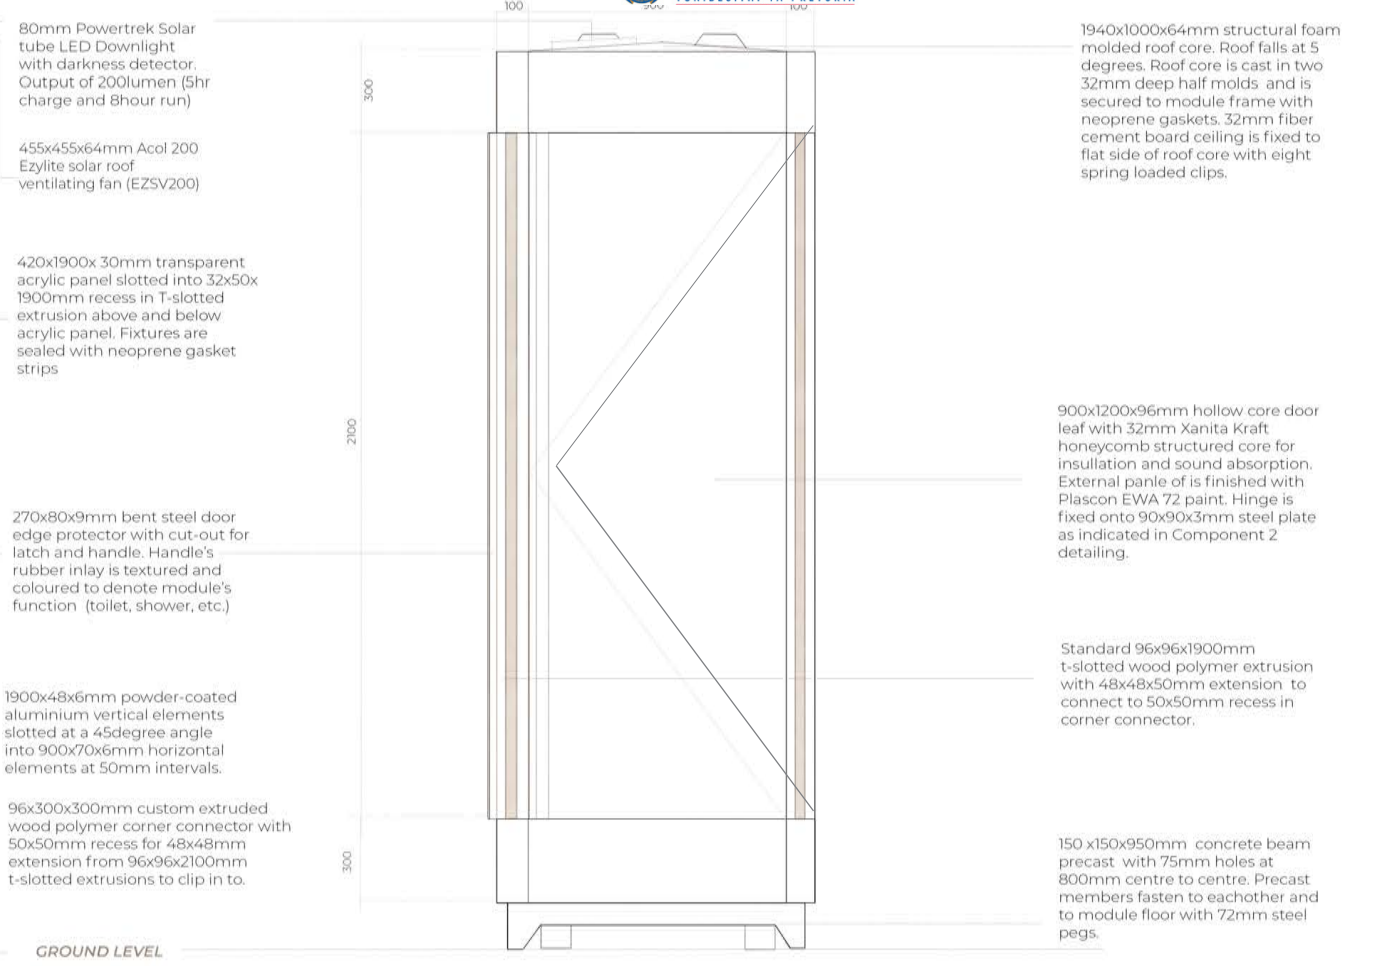 100
900
100
80mm Powertrek Solar
tube LED Downlight
with darkness detector.
Output of 200lumen (5hr
charge and 8hour run)
455x455x64mm Acol 200
Ezylite solar roof
ventilating fan (EZSV200)
420x1900x 30mm transparent
acrylic panel slotted into 32x50x
1900mm recess in T-slotted
extrusion above and below
acrylic panel. Fixtures are
sealed with neoprene gasket
strips
270x80x9mm bent steel door
edge protector with cut-out for
latch and handle. Handle's
rubber inlay is textured and
coloured to denote module's
function (toilet, shower, etc.)
1900x48x6mm powder-coated
aluminium vertical elements
slotted at a 45degree angle
into 900x70x6mm horizontal
elements at 50mm intervals.
96x300x300mm custom extruded
wood polymer corner connector with
50x50mm recess for 48x48mm
extension from 96x96x2100mm
t-slotted extrusions to clip in to.
GROUND LEVEL
300
2100
300
1940x1000x64mm structural foam
molded roof core. Roof falls at 5
degrees. Roof core is cast in two
32mm deep half molds and is
secured to module frame with
neoprene gaskets. 32mm fiber
cement board ceiling is fixed to
flat side of roof core with eight
spring loaded clips.
900x1200x96mm hollow core door
leaf with 32mm Xanita Kraft
honeycomb structured core for
insullation and sound absorption.
External panle of is finished with
Plascon EWA 72 paint. Hinge is
fixed onto 90x90x3mm steel plate
as indicated in Component 2
detailing.
Standard 96x96x1900mm
t-slotted wood polymer extrusion
with 48x48x50mm extension to
connect to 50x50mm recess in
corner connector.
150 x150x950mm concrete beam
precast with 75mm holes at
800mm centre to centre. Precast
members fasten to eachother and
to module floor with 72mm steel
pegs.